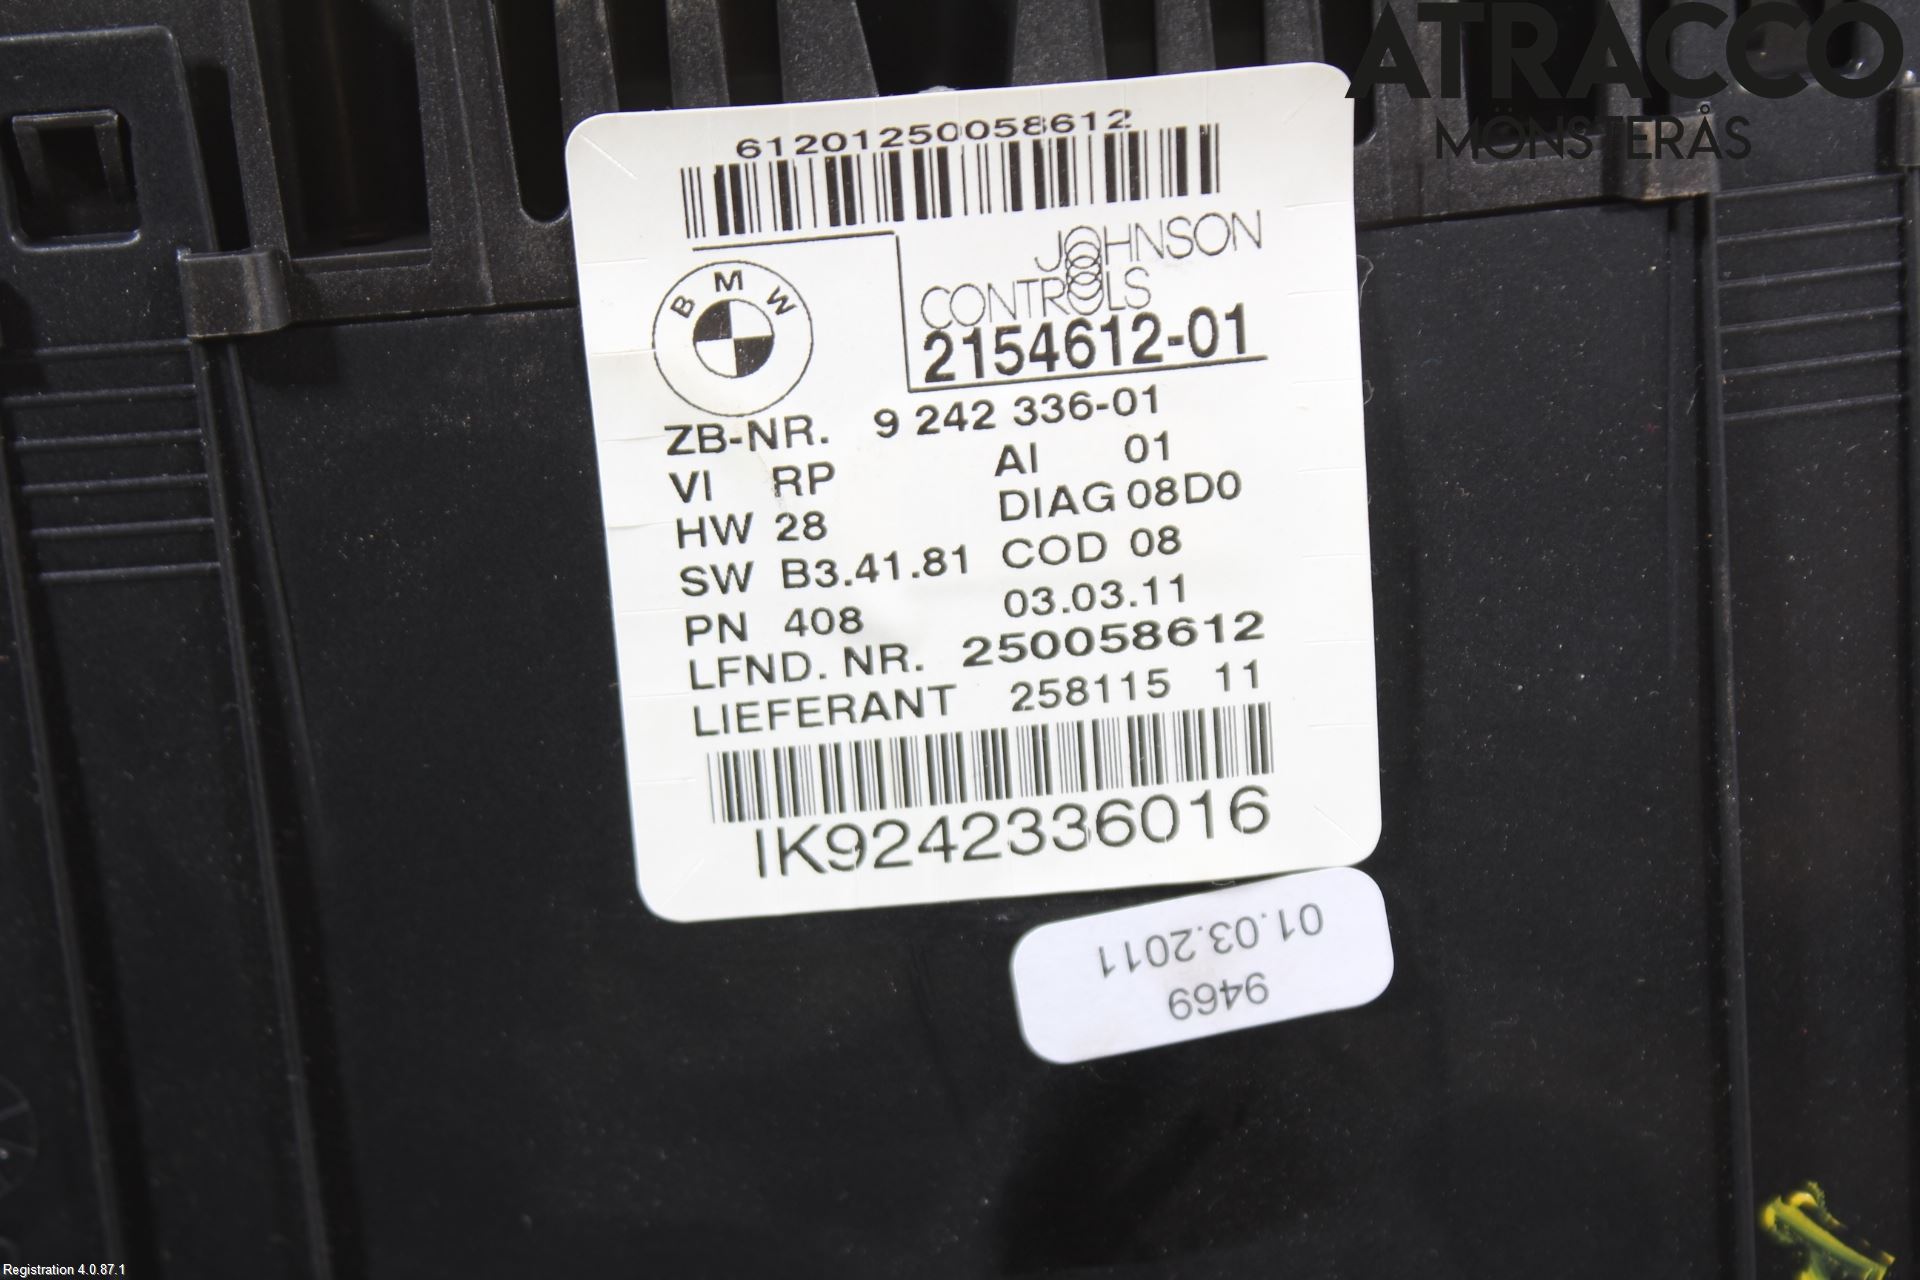 ATRACCO
MÖNSTERÅS
61201250058612
BMW
JOHNSON
CONTROLS
2154612-01
ZB-NR. 9 242 336-01
VI RP AI 01
HW 28 DIAG 08D0
SW B3.41.81 COD 08
PN 408 03.03.11
LFND. NR. 250058612
LIEFERANT 258115 11
IK9242336016
9469
01.03.2011
Registration 4.0.87.1